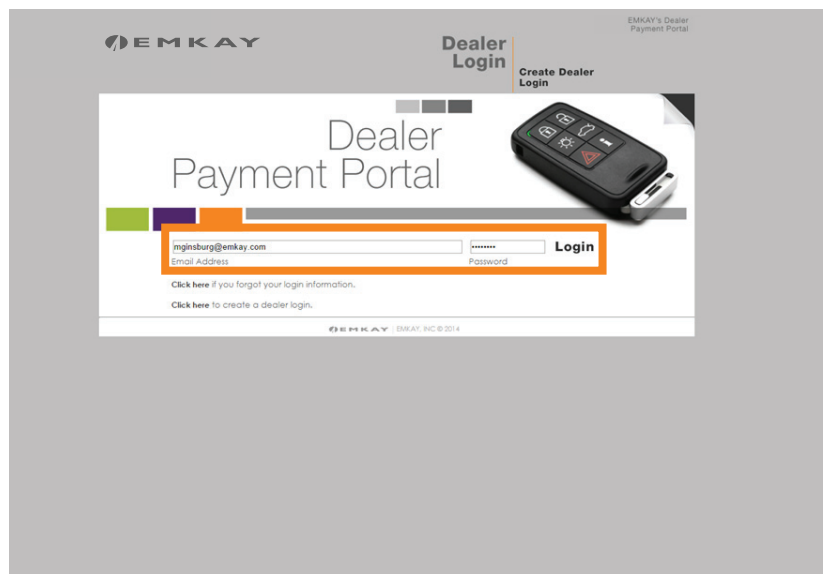 EMKAY's Dealer
Payment Portal
EMKAY
Dealer
Login
Create Dealer
Login
Dealer
Payment Portal
mginsburg@emkay.com
········
Login
Email Address
Password
Click here if you forgot your login information.
Click here to create a dealer login.
EMKAY | EMKAY, INC © 2014